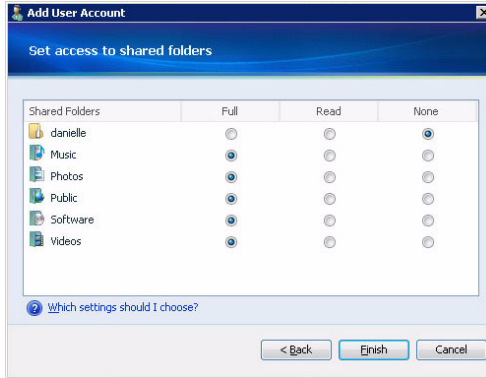 Add User Account
Set access to shared folders
Shared Folders Full Read None
danielle
Music
Photos
Public
Software
Videos
Which settings should I choose?
< Back Finish Cancel